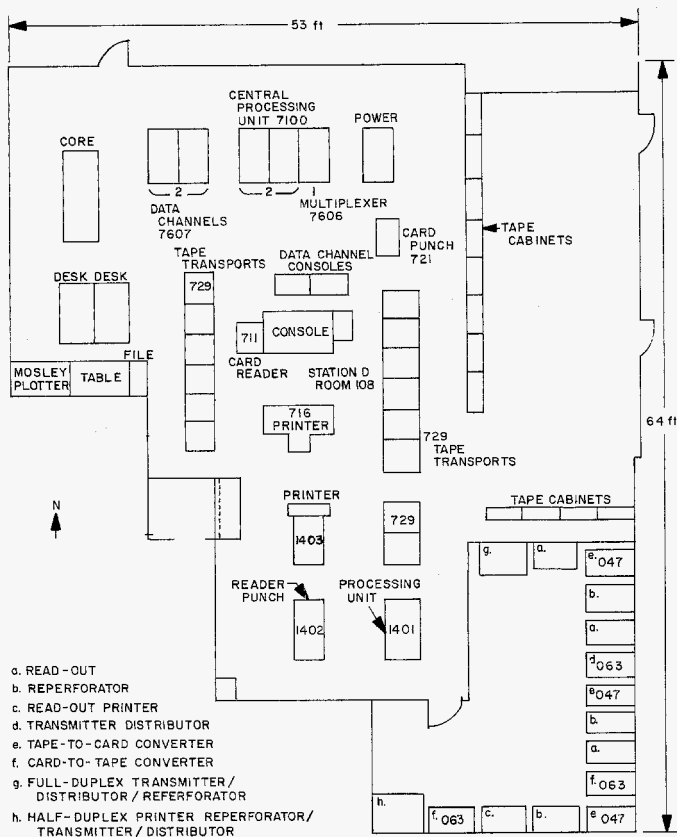 53 ft
CORE
CENTRAL
PROCESSING
UNIT 7100
POWER
2
2
1
DATA
CHANNELS
7607
MULTIPLEXER
7606
CARD
PUNCH
721
TAPE
CABINETS
TAPE
TRANSPORTS
DATA CHANNEL
CONSOLES
729
DESK DESK
711
CONSOLE
CARD
READER
STATION D
ROOM 108
FILE
MOSLEY
PLOTTER
TABLE
64 ft
716
PRINTER
729
TAPE
TRANSPORTS
N
TAPE CABINETS
PRINTER
1403
729
READER
PUNCH
PROCESSING
UNIT
1402
1401
g.
a.
e. 047
b.
a.
d 063
e 047
b.
a.
f. 063
h.
f. 063
c.
b.
e 047
a. READ-OUT
b. REPERFORATOR
c. READ-OUT PRINTER
d. TRANSMITTER DISTRIBUTOR
e. TAPE-TO-CARD CONVERTER
f. CARD-TO-TAPE CONVERTER
g. FULL-DUPLEX TRANSMITTER/
DISTRIBUTOR/REFERFORATOR
h. HALF-DUPLEX PRINTER REPERFORATOR/
TRANSMITTER/DISTRIBUTOR